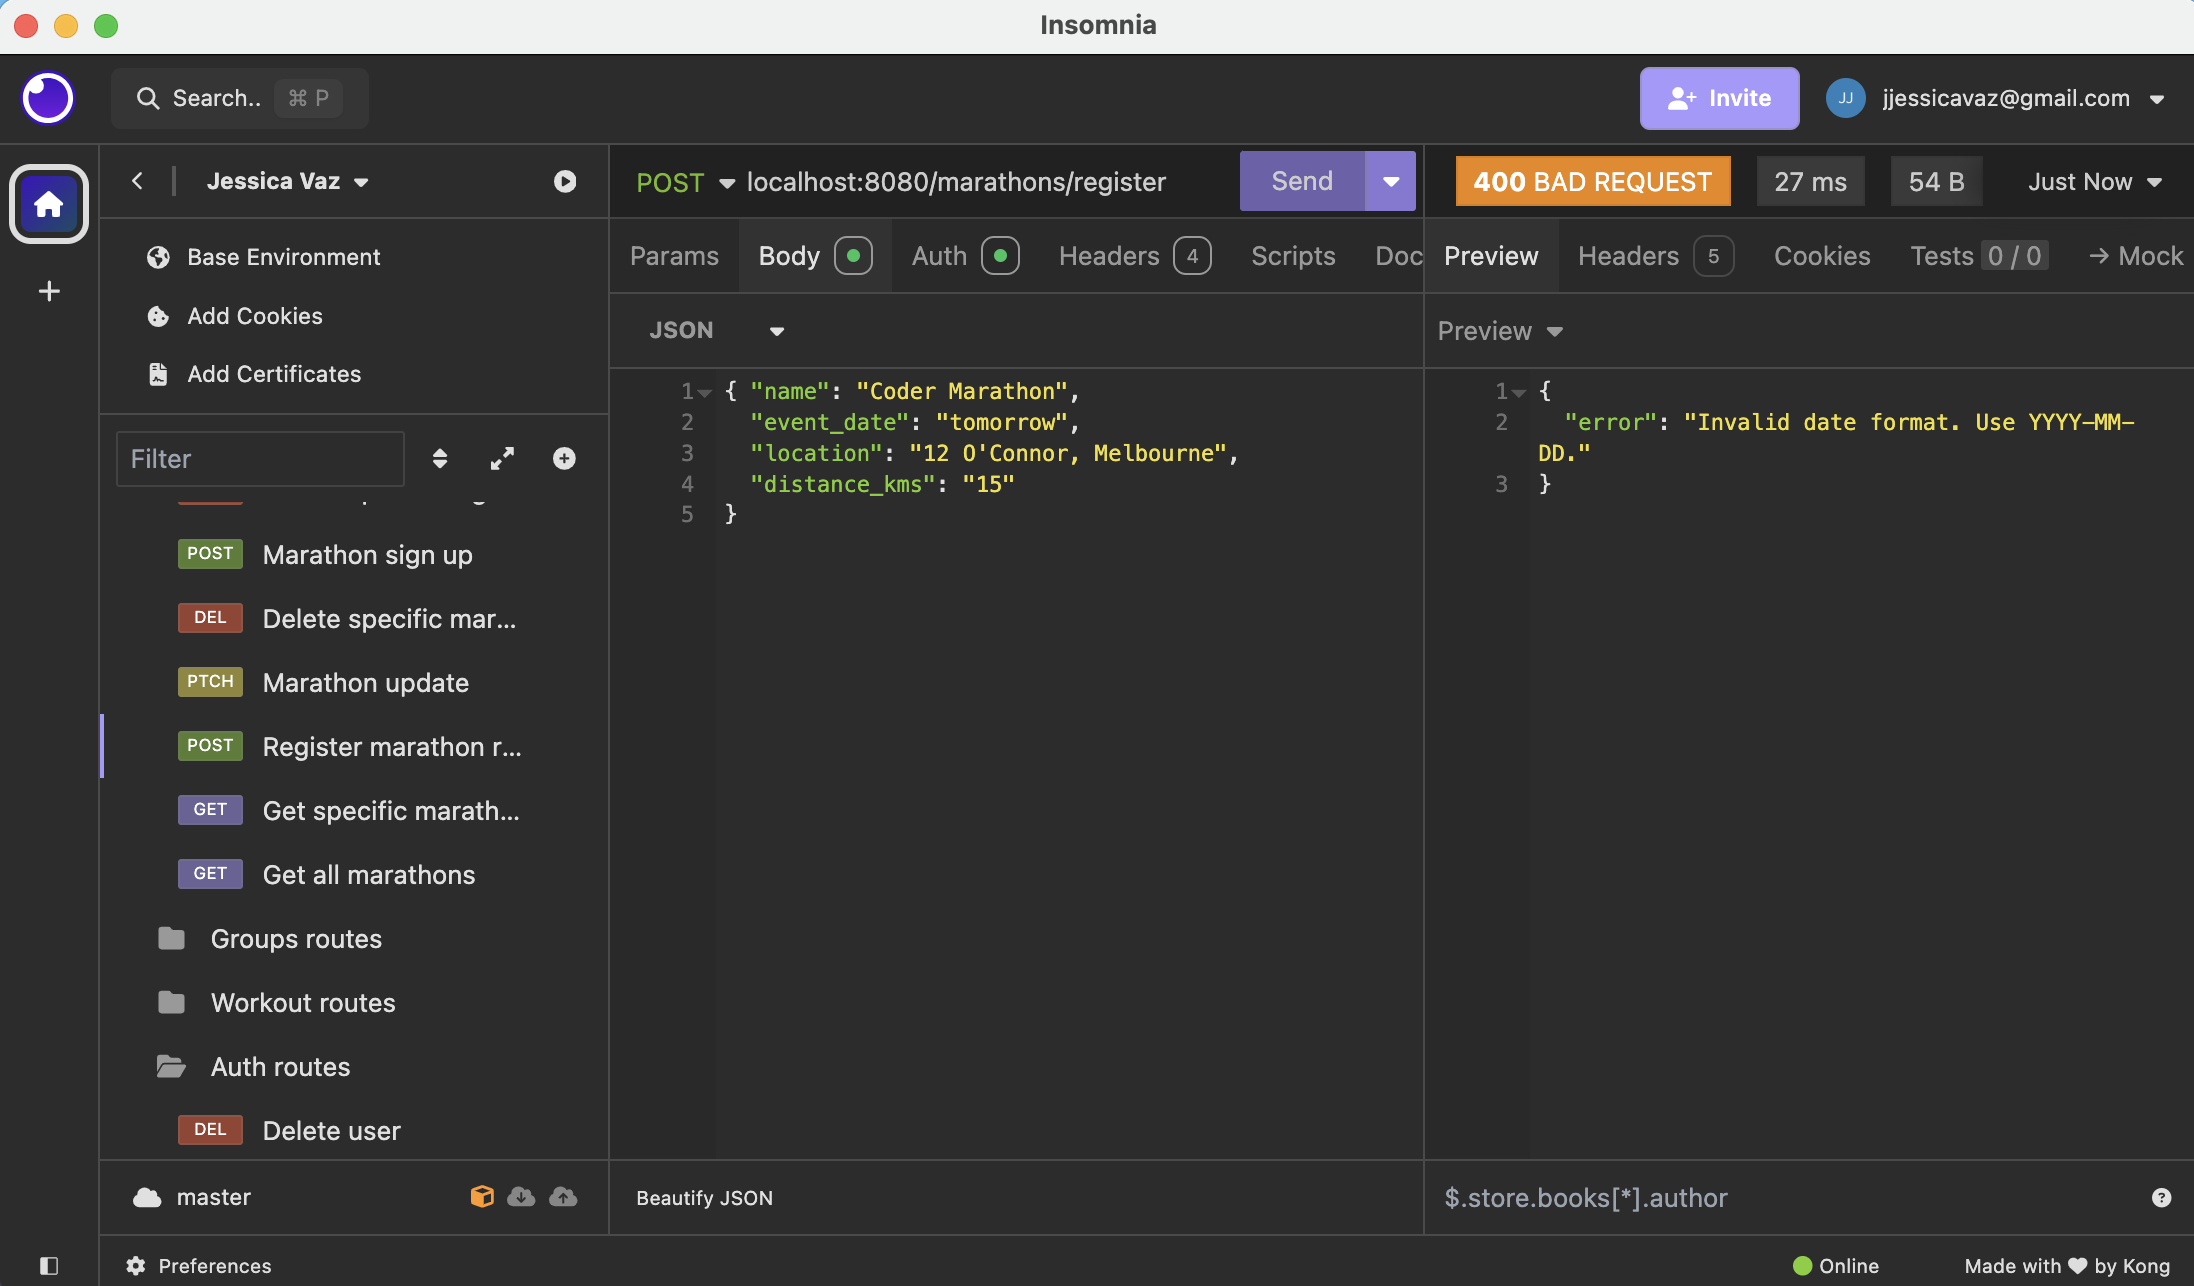 Insomnia
Search.. ⌘ P
Invite
JJ jjessicavaz@gmail.com
Jessica Vaz
Base Environment
Add Cookies
Add Certificates
Filter
POST Marathon sign up
DEL Delete specific mar...
PTCH Marathon update
POST Register marathon r...
GET Get specific marath...
GET Get all marathons
Groups routes
Workout routes
Auth routes
DEL Delete user
master
Preferences
POST localhost:8080/marathons/register Send
Params Body Auth Headers 4 Scripts Doc
JSON
1 { "name": "Coder Marathon",
2 "event_date": "tomorrow",
3 "location": "12 O'Connor, Melbourne",
4 "distance_kms": "15"
5 }
Beautify JSON
400 BAD REQUEST 27 ms 54 B Just Now
Preview Headers 5 Cookies Tests 0 / 0 → Mock
Preview
1 {
2 "error": "Invalid date format. Use YYYY-MM-
DD."
3 }
$.store.books[*].author
Online Made with ♥ by Kong